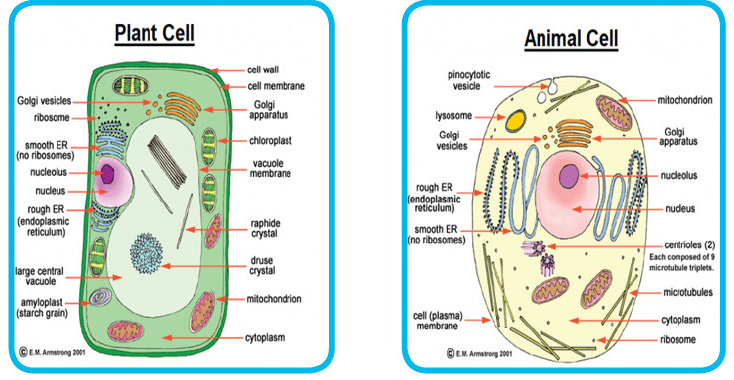 Plant Cell
cell wall
cell membrane
Golgi vesicles
Golgi
apparatus
ribosome
chloroplast
smooth ER
(no ribosomes)
vacuole
membrane
nucleolus
nucleus
rough ER
(endoplasmic
reticulum)
raphide
crystal
druse
crystal
large central
vacuole
mitochondrion
amyloplast
(starch grain)
cytoplasm
© E.M. Armstrong 2001
Animal Cell
pinocytotic
vesicle
mitochondrion
lysosome
Golgi
vesicles
Golgi
apparatus
nucleolus
rough ER
(endoplasmic
reticulum)
nudeus
smooth ER
(no ribosomes)
centrioles (2)
Each composed of 9
microtubule triplets.
microtubules
cell (plasma)
membrane
cytoplasm
ribosome
© E.M. Armstrong 2001